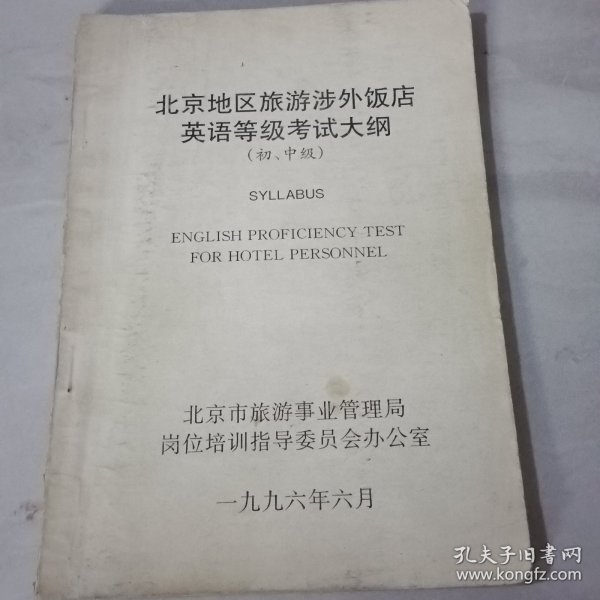 北京地区旅游涉外饭店
英语等级考试大纲
(初、中级)
SYLLABUS
ENGLISH PROFICIENCY TEST
FOR HOTEL PERSONNEL
北京市旅游事业管理局
岗位培训指导委员会办公室
一九九六年六月
孔夫子旧书网
www.kongfz.com